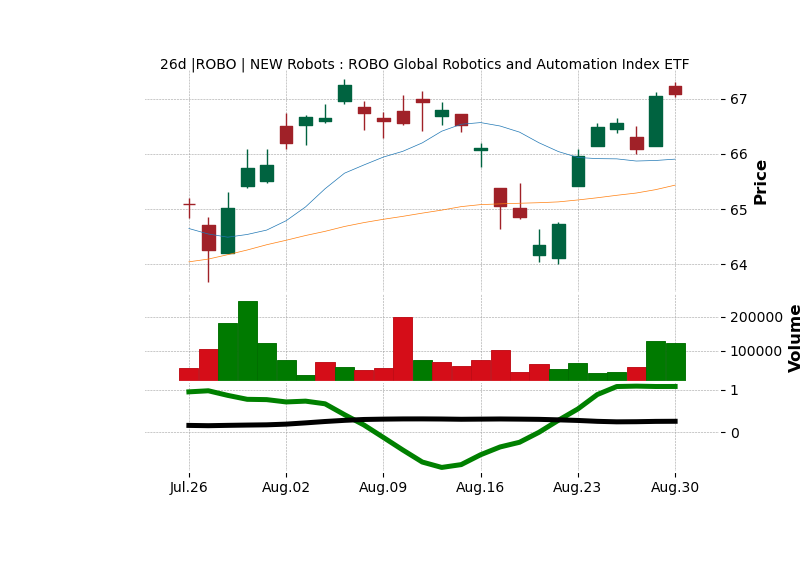 26d |ROBO | NEW Robots : ROBO Global Robotics and Automation Index ETF
67
66
65
64
Price
200000
100000
Volume
1
0
Jul.26 Aug.02 Aug.09 Aug.16 Aug.23 Aug.30